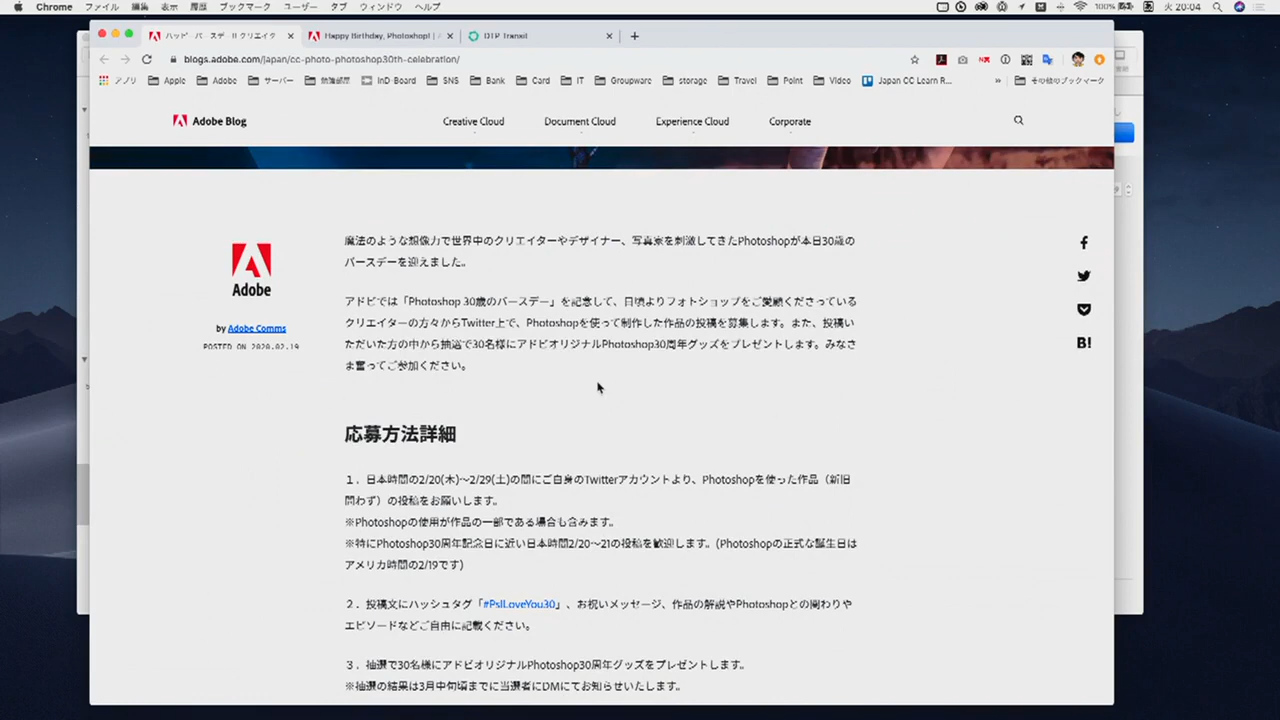 Chrome ファイル 編集 表示 履歴 ブックマーク ユーザー タブ ウィンドウ ヘルプ 100% 火 20:04
Happy Birthday, Photoshop! | DTP Transit
blogs.adobe.com/japan/cc-photo-photoshop30th-celebration/
アプリ Apple Adobe サーバー InD-Board SNS Bank Card IT Groupware storage Travel Point Video Japan CC Learn R... » その他のブックマーク
Adobe Blog Creative Cloud Document Cloud Experience Cloud Corporate
Adobe
by Adobe Comms
POSTED ON 2020.02.19
魔法のような想像力で世界中のクリエイターやデザイナー、写真家を刺激してきたPhotoshopが本日30歳の
バースデーを迎えました。
アドビでは「Photoshop 30歳のバースデー」を記念して、日頃よりフォトショップをご愛顧くださっている
クリエイターの方々からTwitter上で、Photoshopを使って制作した作品の投稿を募集します。また、投稿い
ただいた方の中から抽選で30名様にアドビオリジナルPhotoshop30周年グッズをプレゼントします。みなさ
ま奮ってご参加ください。
応募方法詳細
１．日本時間の2/20(木)〜2/29(土)の間にご自身のTwitterアカウントより、Photoshopを使った作品（新旧
問わず）の投稿をお願いします。
※Photoshopの使用が作品の一部である場合も含みます。
※特にPhotoshop30周年記念日に近い日本時間2/20〜21の投稿を歓迎します。(Photoshopの正式な誕生日は
アメリカ時間の2/19です)
２．投稿文にハッシュタグ「#PsILoveYou30」、お祝いメッセージ、作品の解説やPhotoshopとの関わりや
エピソードなどご自由に記載ください。
３．抽選で30名様にアドビオリジナルPhotoshop30周年グッズをプレゼントします。
※抽選の結果は3月中旬頃までに当選者にDMにてお知らせいたします。
B!